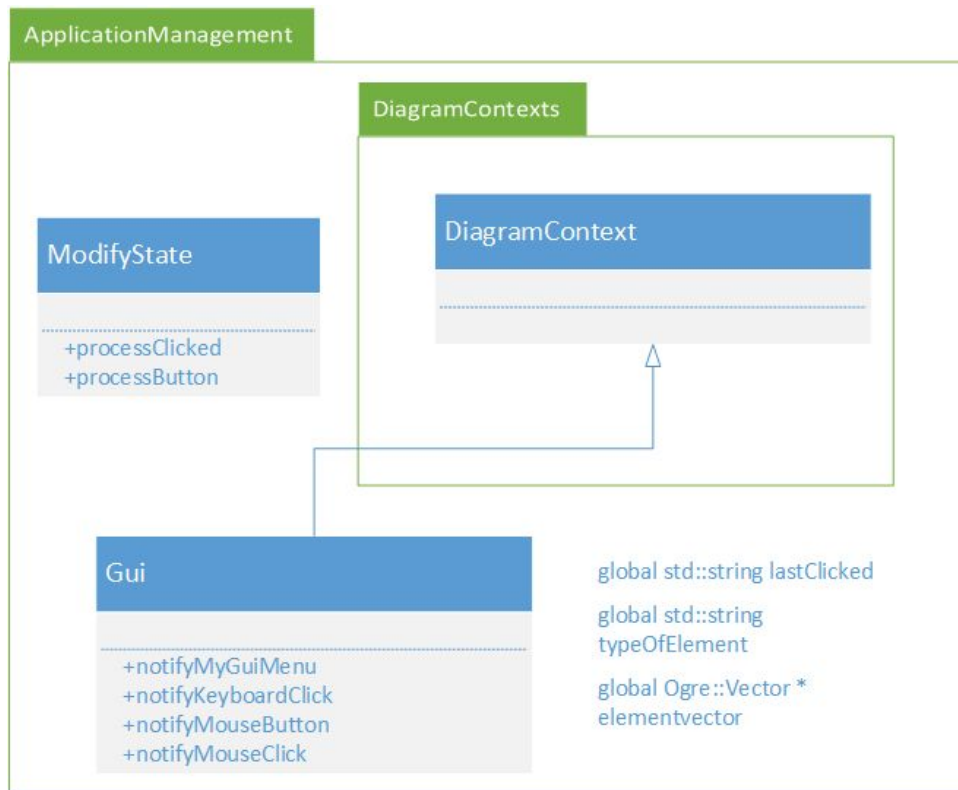 ApplicationManagement
DiagramContexts
DiagramContext
ModifyState
+processClicked
+processButton
Gui
+notifyMyGuiMenu
+notifyKeyboardClick
+notifyMouseButton
+notifyMouseClick
global std::string lastClicked
global std::string
typeOfElement
global Ogre::Vector *
elementvector